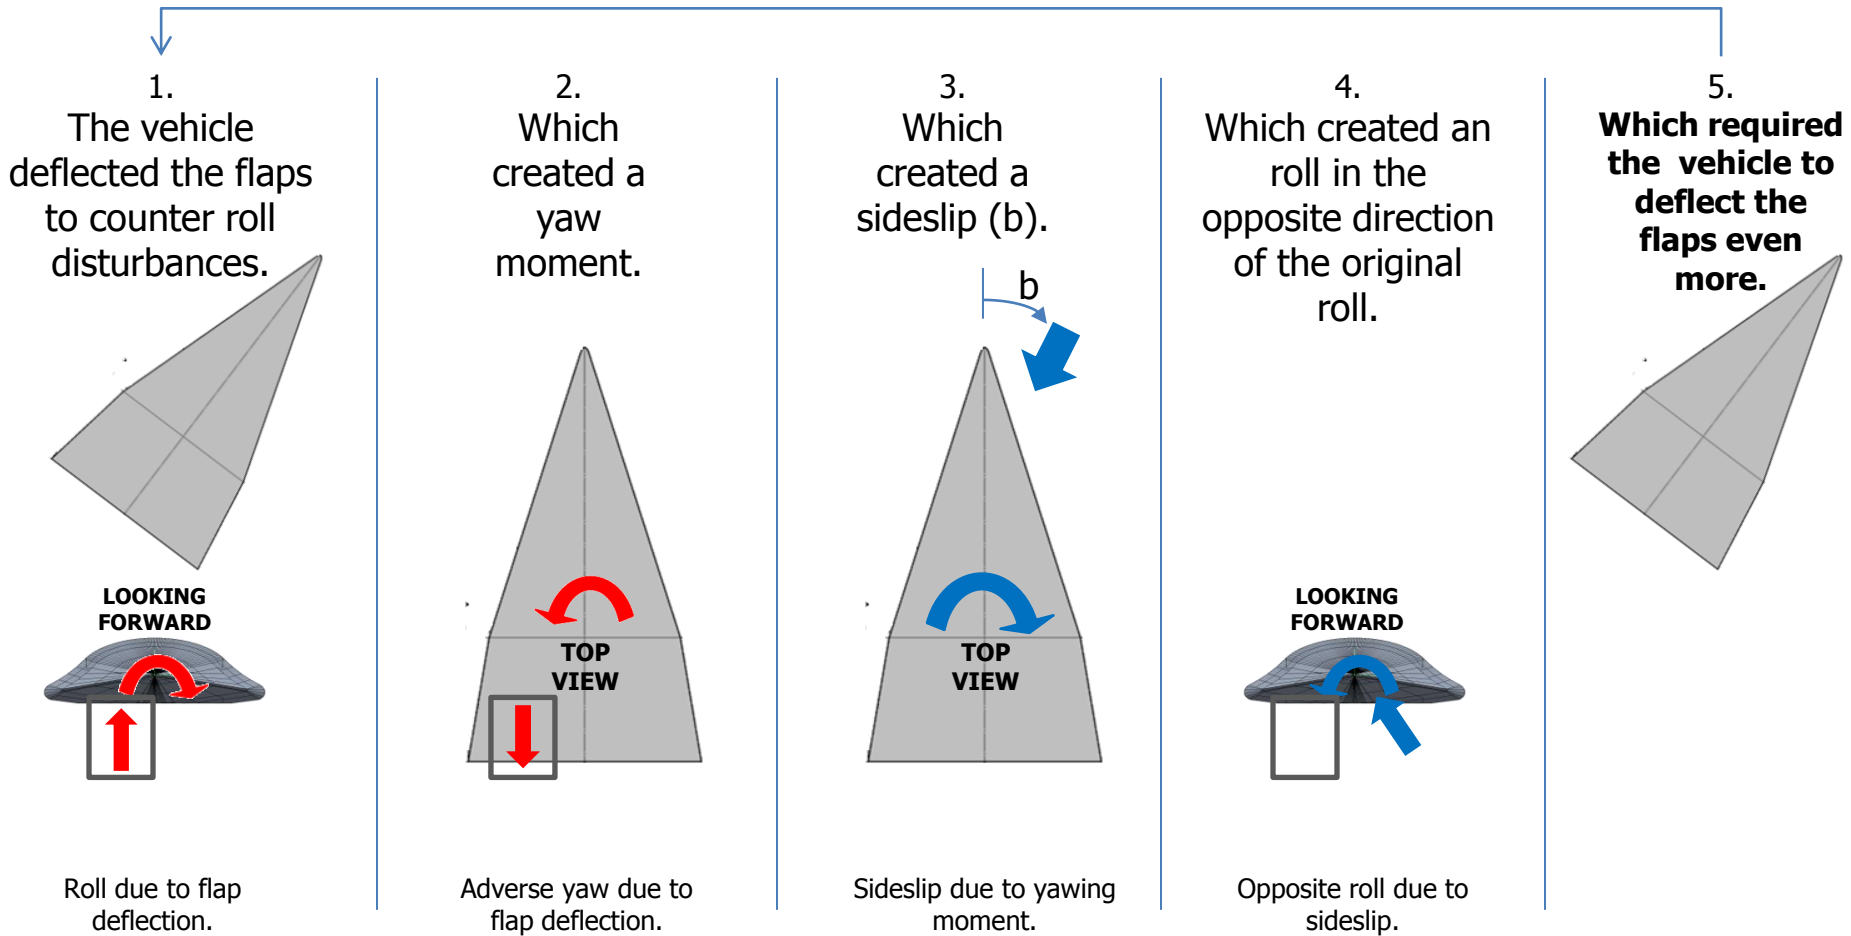 1.
The vehicle
deflected the flaps
to counter roll
disturbances.
LOOKING
FORWARD
Roll due to flap
deflection.
2.
Which
created a
yaw
moment.
TOP
VIEW
Adverse yaw due to
flap deflection.
3.
Which
created a
sideslip (b).
b
TOP
VIEW
Sideslip due to yawing
moment.
4.
Which created an
roll in the
opposite direction
of the original
roll.
LOOKING
FORWARD
Opposite roll due to
sideslip.
5.
Which required
the vehicle to
deflect the
flaps even
more.